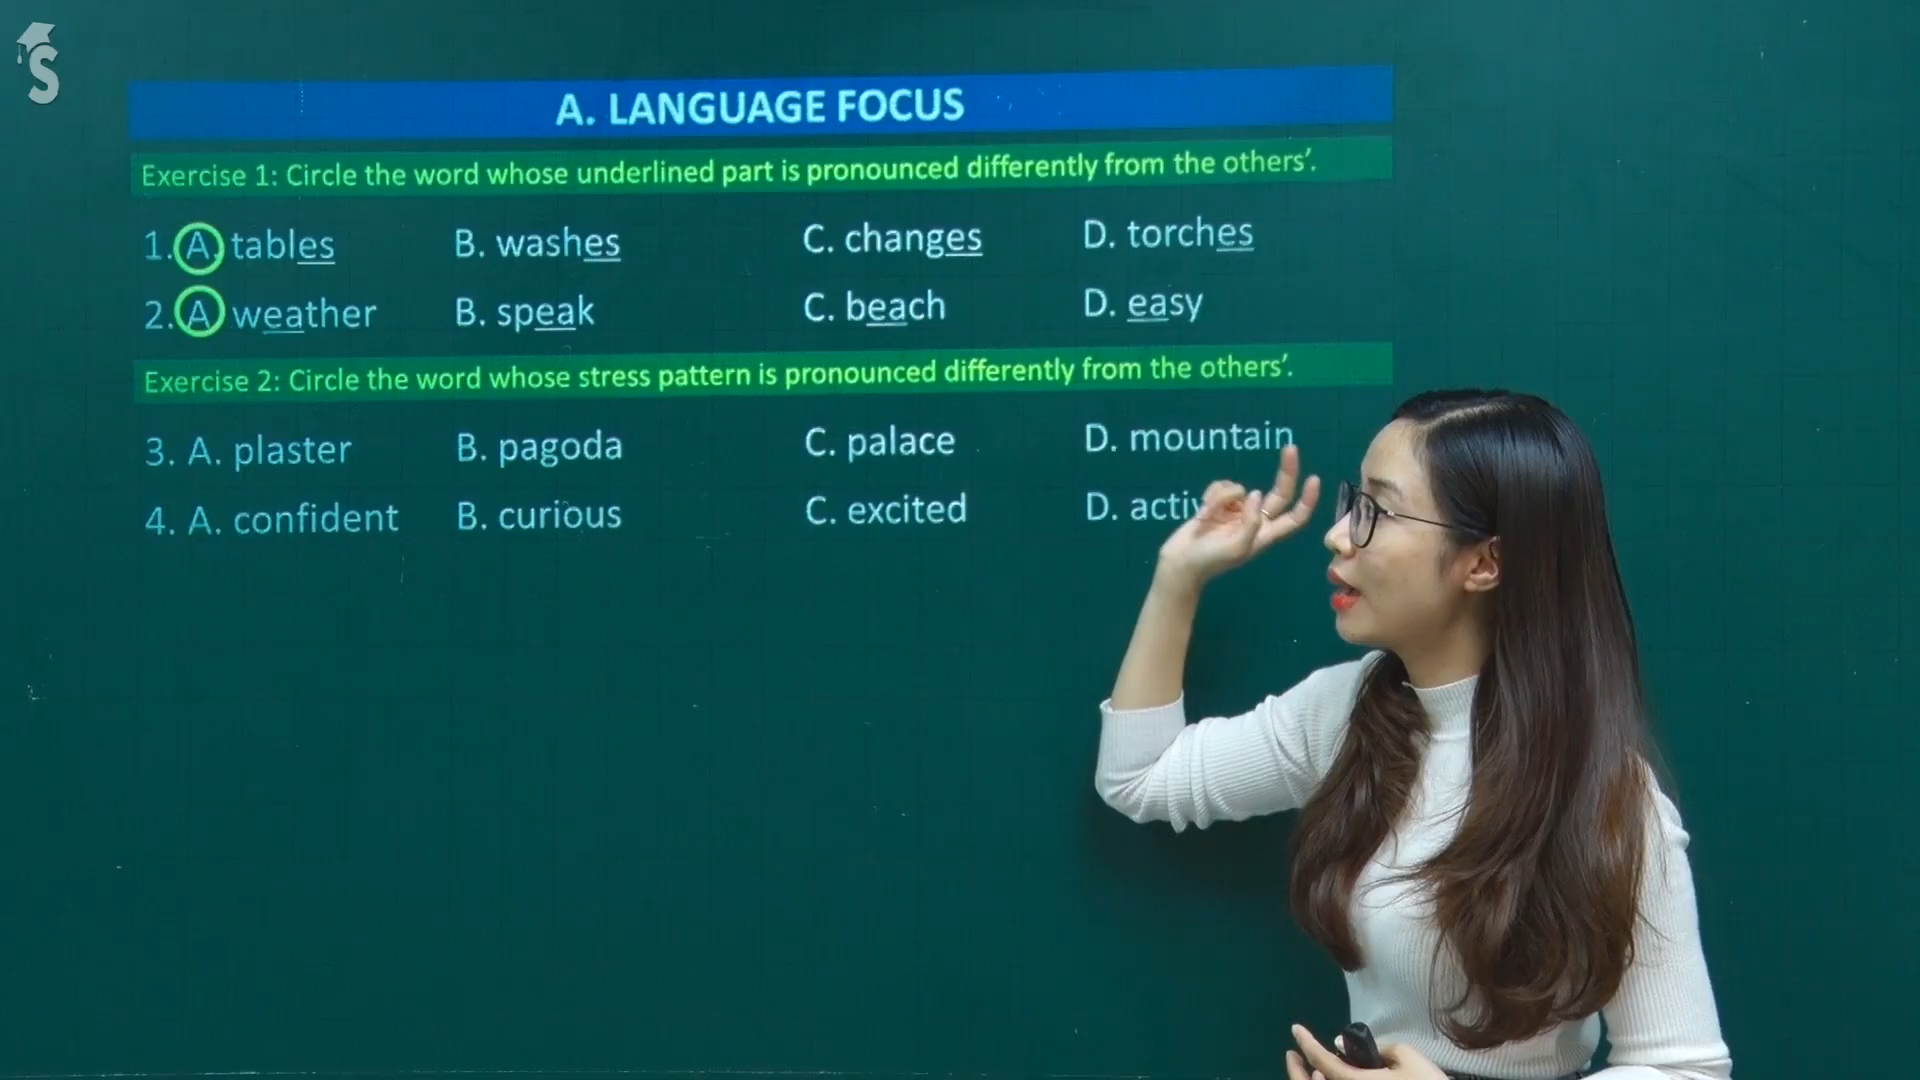 S
A. LANGUAGE FOCUS
Exercise 1: Circle the word whose underlined part is pronounced differently from the others’.
1. A. tables B. washes C. changes D. torches
2. A weather B. speak C. beach D. easy
Exercise 2: Circle the word whose stress pattern is pronounced differently from the others’.
3. A. plaster B. pagoda C. palace D. mountain
4. A. confident B. curious C. excited D.